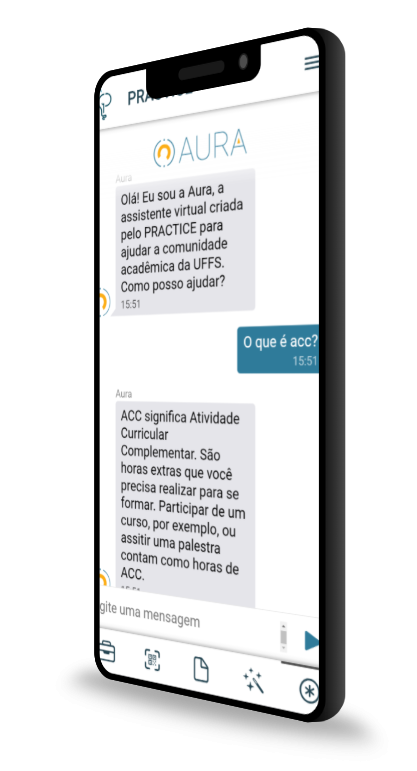 AURA
Aura
Olá! Eu sou a Aura, a
assistente virtual criada
pelo PRACTICE para
ajudar a comunidade
acadêmica da UFFS.
Como posso ajudar?
15:51
O que é acc?
15:51
Aura
ACC significa Atividade
Curricular
Complementar. São
horas extras que você
precisa realizar para se
formar. Participar de um
curso, por exemplo, ou
assitir uma palestra
contam como horas de
ACC.
gite uma mensagem